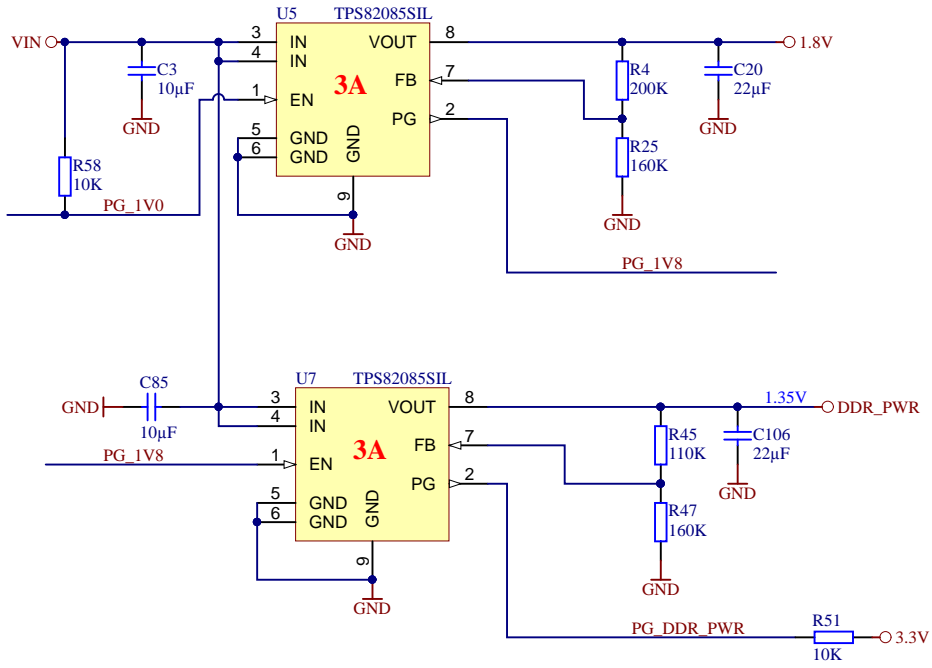 U5 TPS82085SIL
VIN
3 IN VOUT 8 1.8V
4 IN
C3
10µF
GND
FB 7
3A
1 EN
PG 2
R4
200K
C20
22µF
GND
5 GND
6 GND
GND
9
GND
R25
160K
GND
R58
10K
PG_1V0
PG_1V8
U7 TPS82085SIL
C85
GND
10µF
3 IN VOUT 8 1.35V DDR_PWR
4 IN
FB 7
3A
PG_1V8 1 EN
PG 2
R45
110K
C106
22µF
GND
5 GND
6 GND
GND
9
GND
R47
160K
GND
PG_DDR_PWR
R51
10K
3.3V